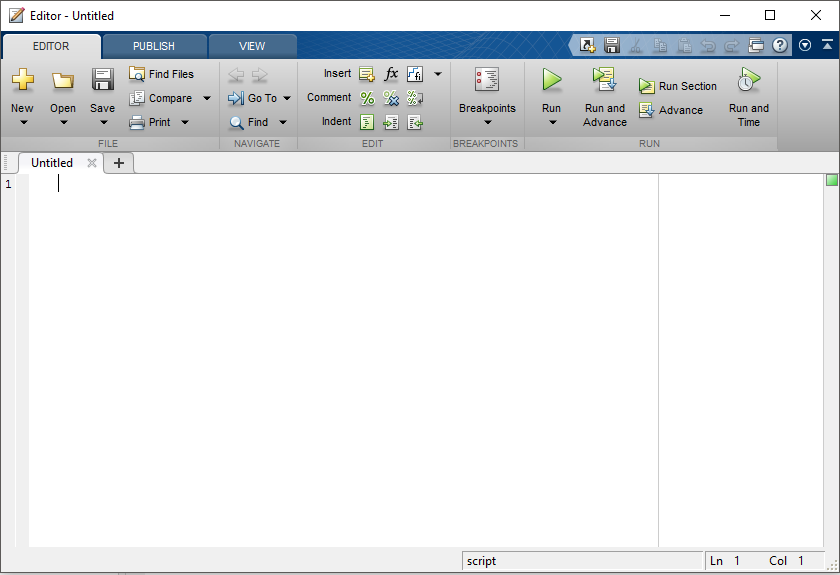 Editor - Untitled
EDITOR PUBLISH VIEW
New
Open
Save
Find Files
Compare
Print
FILE
Go To
Find
NAVIGATE
Insert fx fi
Comment % % %
Indent
EDIT
Breakpoints
BREAKPOINTS
Run
Run and
Advance
Run Section
Advance
Run and
Time
RUN
Untitled +
1
script Ln 1 Col 1